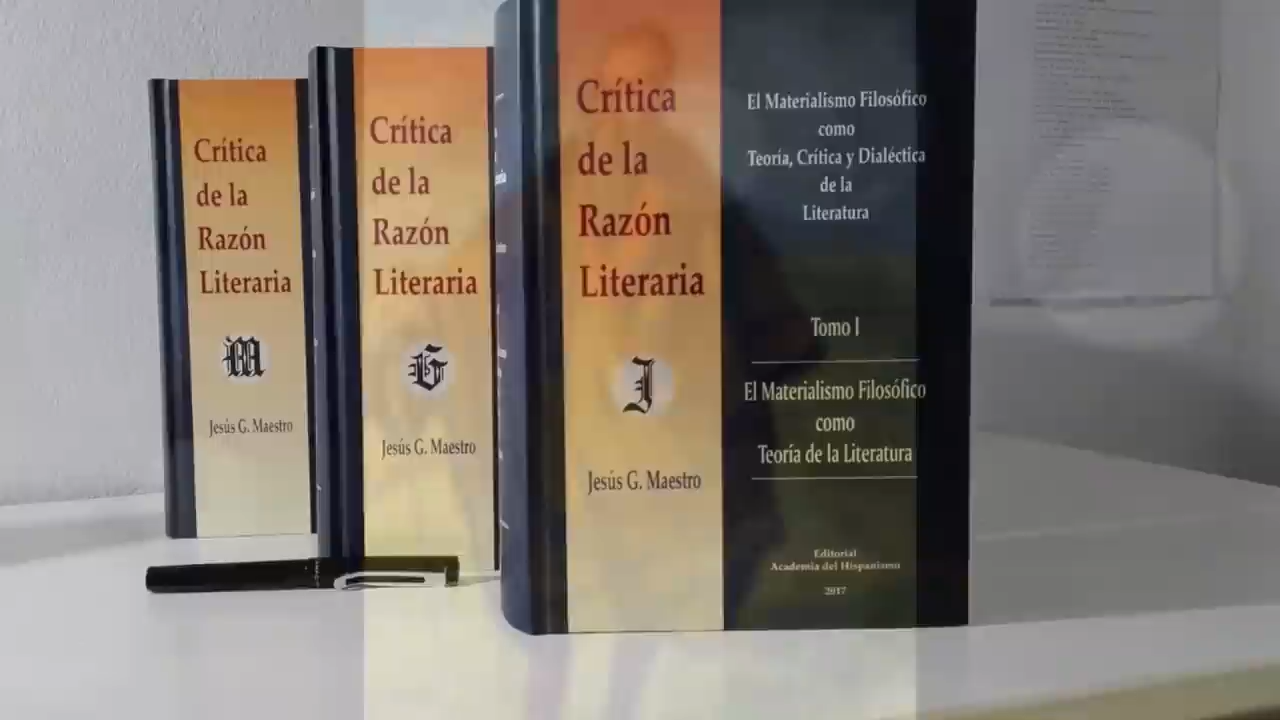 Crítica
de la
Razón
Literaria
M
Jesús G. Maestro
Crítica
de la
Razón
Literaria
G
Jesús G. Maestro
Crítica
de la
Razón
Literaria
J
Jesús G. Maestro
El Materialismo Filosófico
como
Teoría, Crítica y Dialéctica
de la
Literatura
Tomo I
El Materialismo Filosófico
como
Teoría de la Literatura
Editorial
Academia del Hispanismo
2017